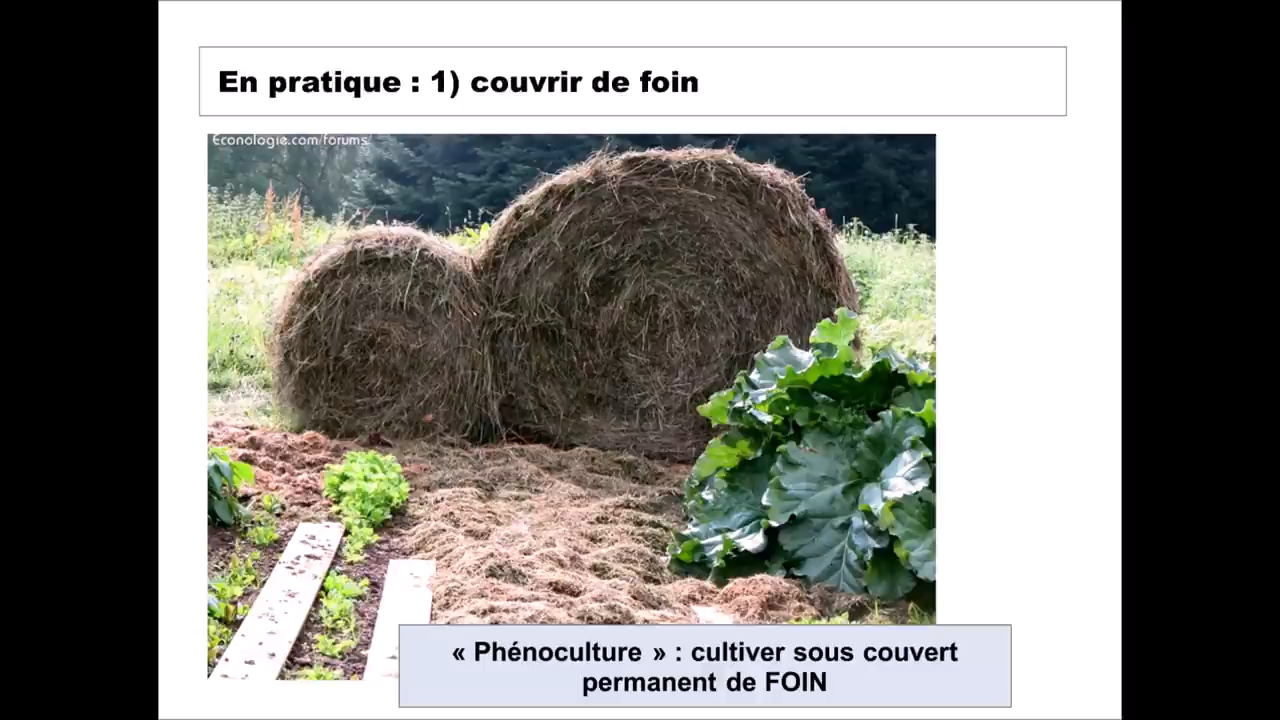 En pratique : 1) couvrir de foin
Econologie.com/forums
« Phénoculture » : cultiver sous couvert
permanent de FOIN